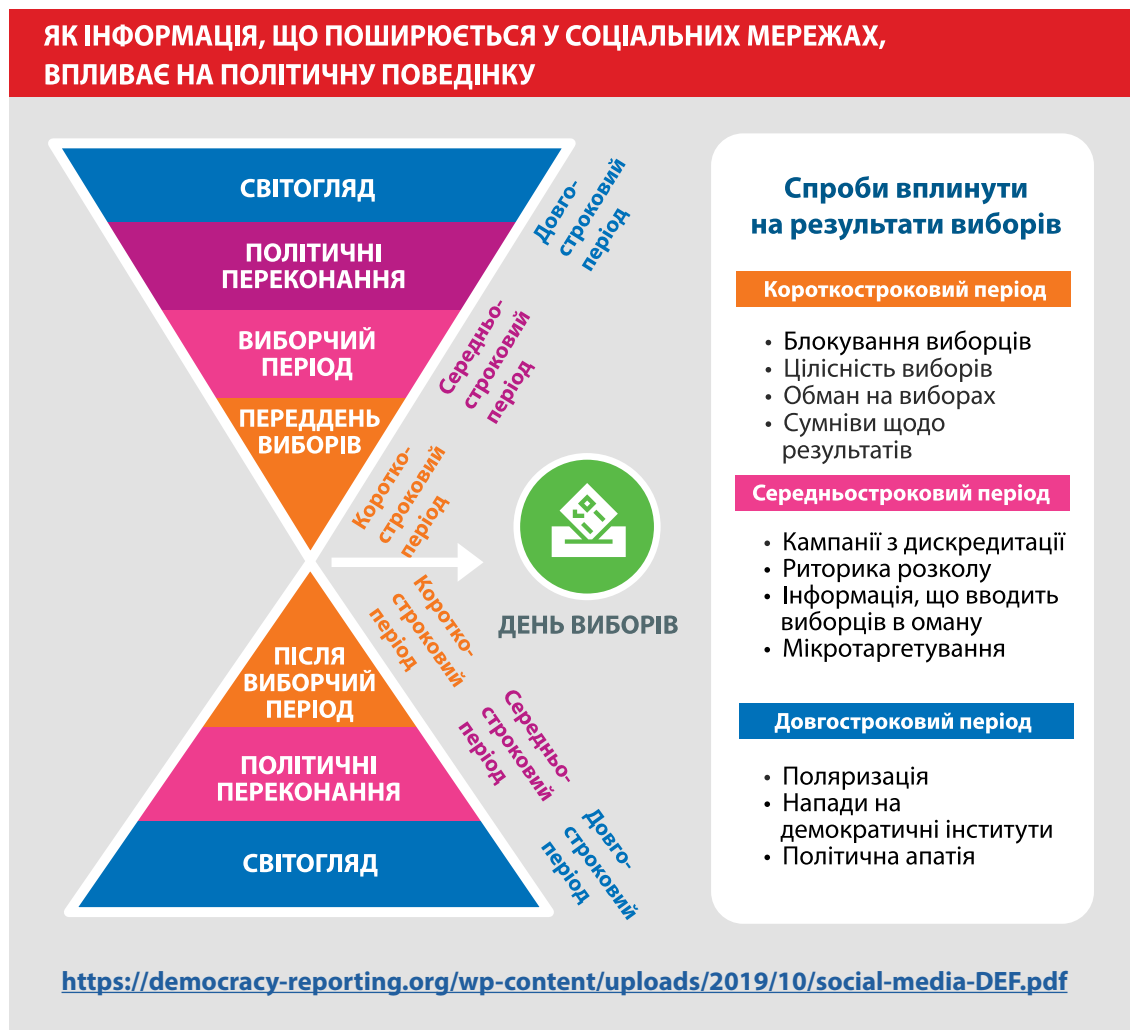 ЯК ІНФОРМАЦІЯ, ЩО ПОШИРЮЄТЬСЯ У СОЦІАЛЬНИХ МЕРЕЖАХ,
ВПЛИВАЄ НА ПОЛІТИЧНУ ПОВЕДІНКУ
СВІТОГЛЯД
ПОЛІТИЧНІ
ПЕРЕКОНАННЯ
ВИБОРЧИЙ
ПЕРІОД
ПЕРЕДДЕНЬ
ВИБОРІВ
Довго-
строковий
період
Середньо-
строковий
період
Коротко-
строковий
період
ДЕНЬ ВИБОРІВ
Коротко-
строковий
період
Середньо-
строковий
період
Довго-
строковий
період
ПІСЛЯ
ВИБОРЧИЙ
ПЕРІОД
ПОЛІТИЧНІ
ПЕРЕКОНАННЯ
СВІТОГЛЯД
Спроби вплинути
на результати виборів
Короткостроковий період
• Блокування виборців
• Цілісність виборів
• Обман на виборах
• Сумніви щодо
результатів
Середньостроковий період
• Кампанії з дискредитації
• Риторика розколу
• Інформація, що вводить
виборців в оману
• Мікротаргетування
Довгостроковий період
• Поляризація
• Напади на
демократичні інститути
• Політична апатія
https://democracy-reporting.org/wp-content/uploads/2019/10/social-media-DEF.pdf